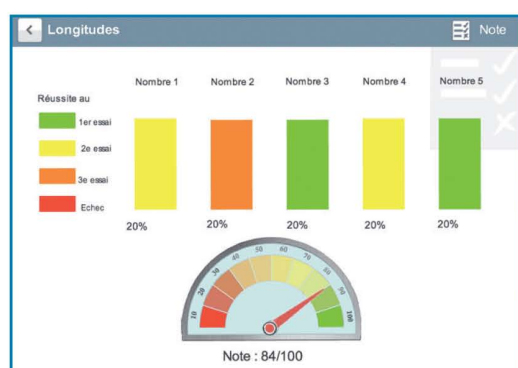 Longitudes
Note
Nombre 1 Nombre 2 Nombre 3 Nombre 4 Nombre 5
Réussite au
1er essai
2e essai
3e essai
Echec
20% 20% 20% 20% 20%
10 20 30 40 50 60 70 80 90 100
Note : 84/100